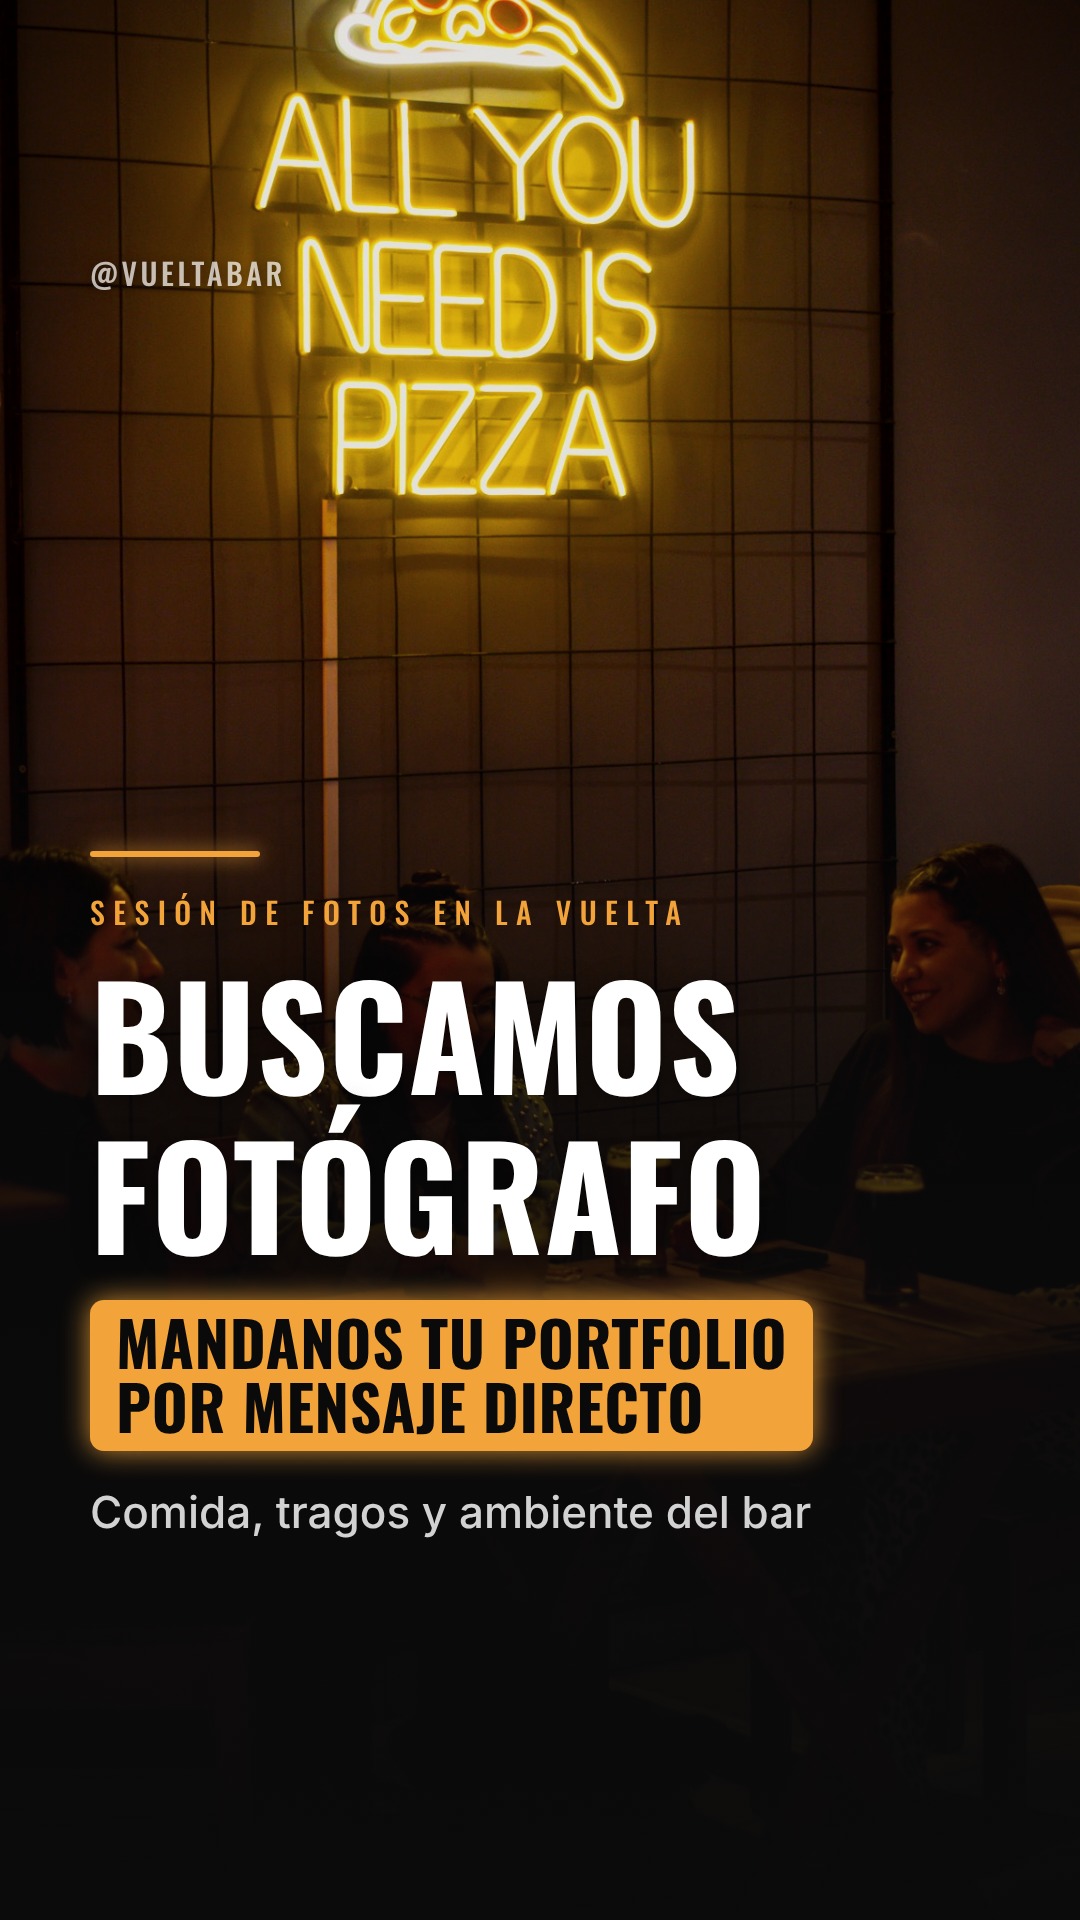 ALL YOU
@VUELTABAR
NEED IS
PIZZA
SESIÓN DE FOTOS EN LA VUELTA
BUSCAMOS
FOTÓGRAFO
MANDANOS TU PORTFOLIO
POR MENSAJE DIRECTO
Comida, tragos y ambiente del bar